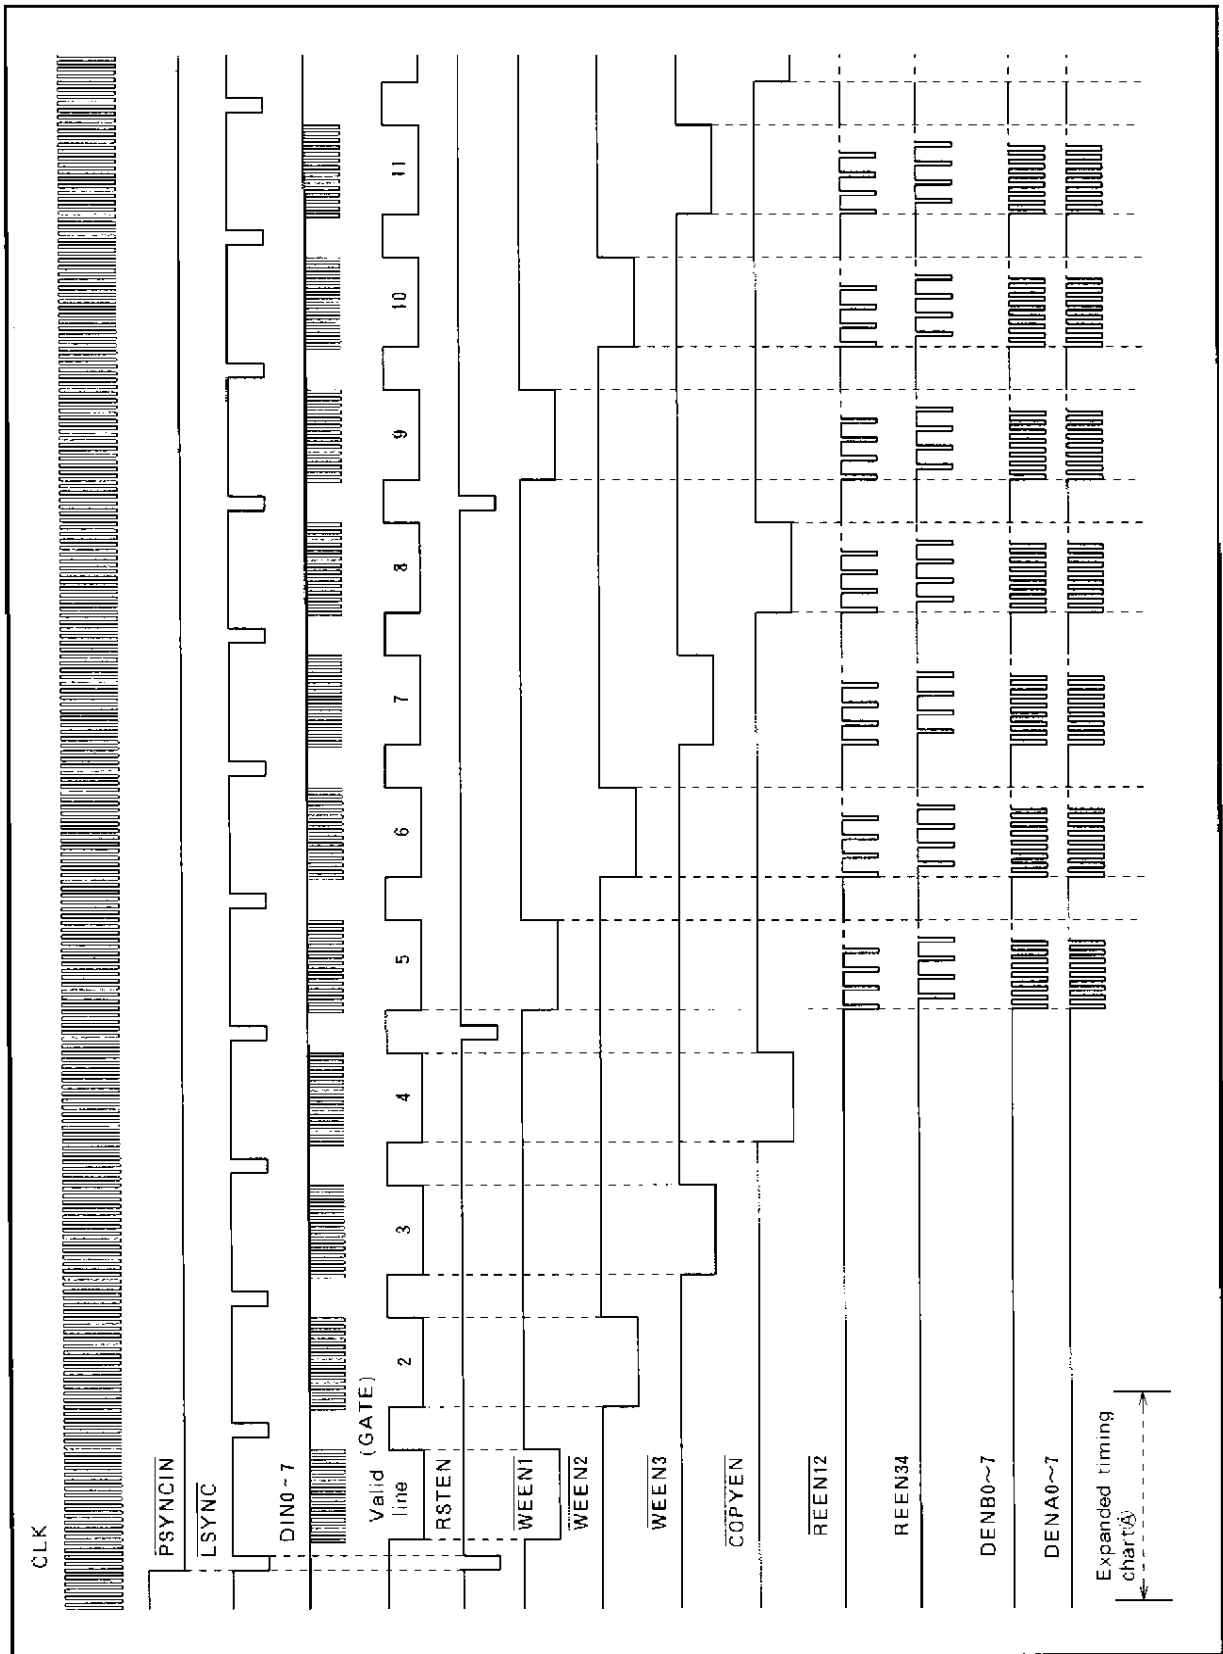 CLK
PSYNCIN
LSYNC
DIN0~7
Valid line (GATE)
2 3 4 5 6 7 8 9 10 11
RSTEN
WEEN1
WEEN2
WEEN3
COPYEN
REEN12
REEN34
DENB0~7
DENA0~7
Expanded timing
chart(A)